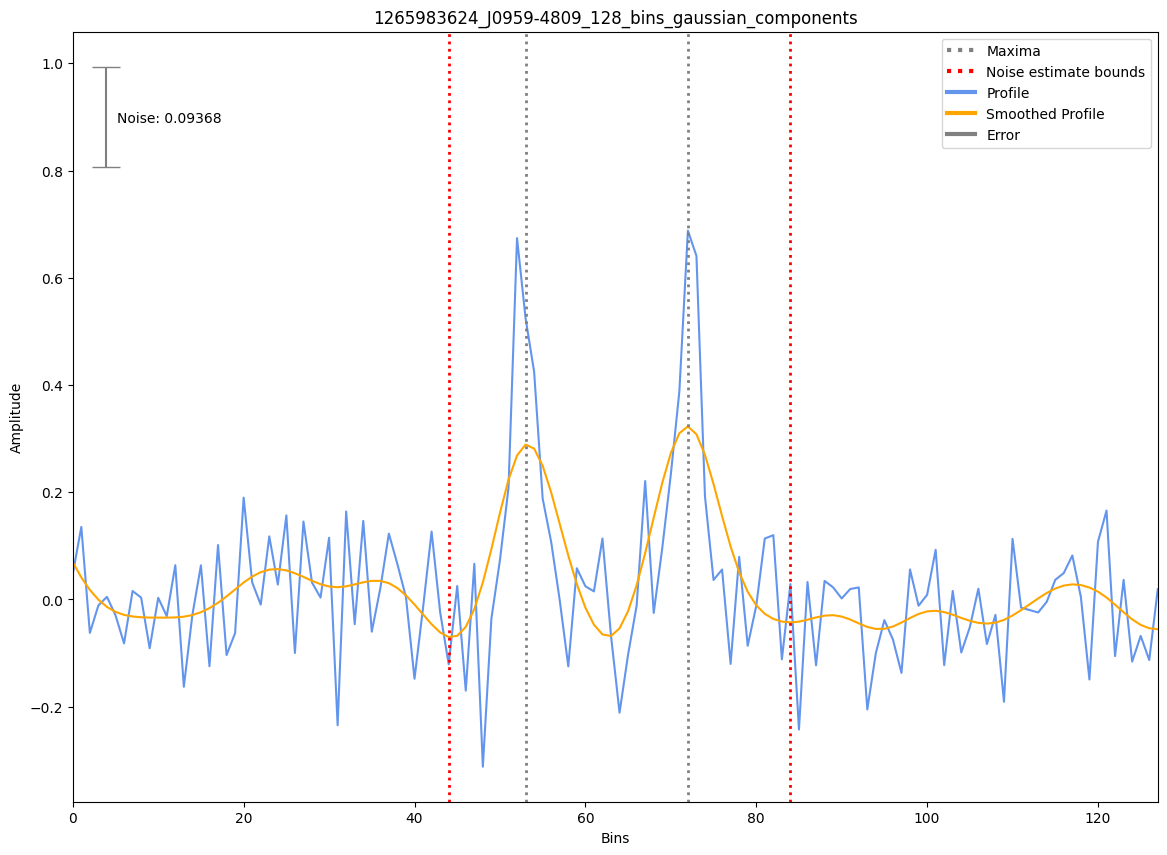 1265983624_J0959-4809_128_bins_gaussian_components
Maxima
Noise estimate bounds
Profile
Smoothed Profile
Error
Noise: 0.09368
1.0
0.8
0.6
0.4
0.2
0.0
−0.2
Amplitude
0 20 40 60 80 100 120
Bins